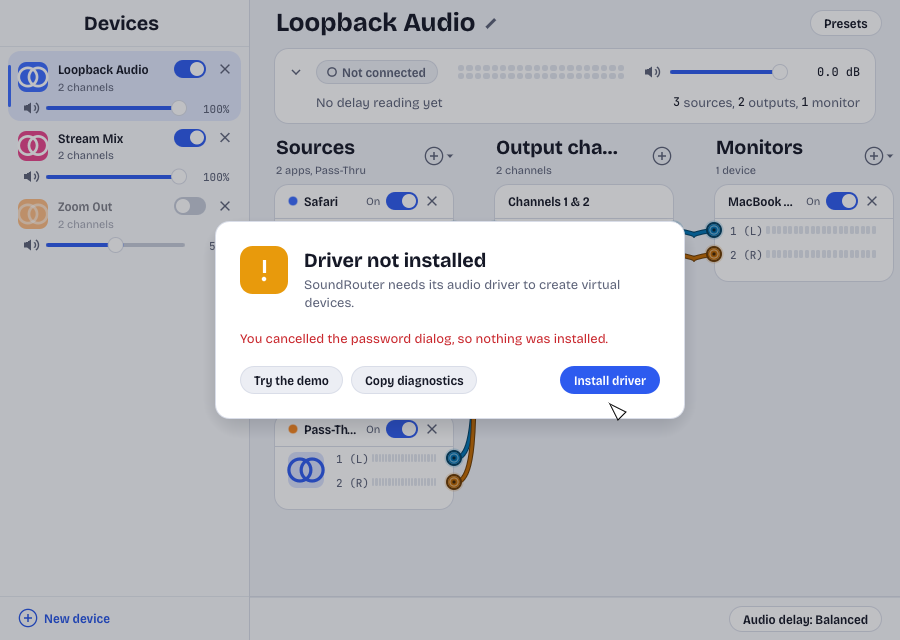 Devices
Loopback Audio
2 channels
100%
Stream Mix
2 channels
100%
Zoom Out
2 channels
5
New device
Loopback Audio
Presets
Not connected
0.0 dB
No delay reading yet
3 sources, 2 outputs, 1 monitor
Sources
2 apps, Pass-Thru
Output cha...
2 channels
Monitors
1 device
Safari
On
Channels 1 & 2
MacBook ...
On
1 (L)
2 (R)
Driver not installed
SoundRouter needs its audio driver to create virtual
devices.
You cancelled the password dialog, so nothing was installed.
Try the demo
Copy diagnostics
Install driver
Pass-Th...
On
1 (L)
2 (R)
Audio delay: Balanced